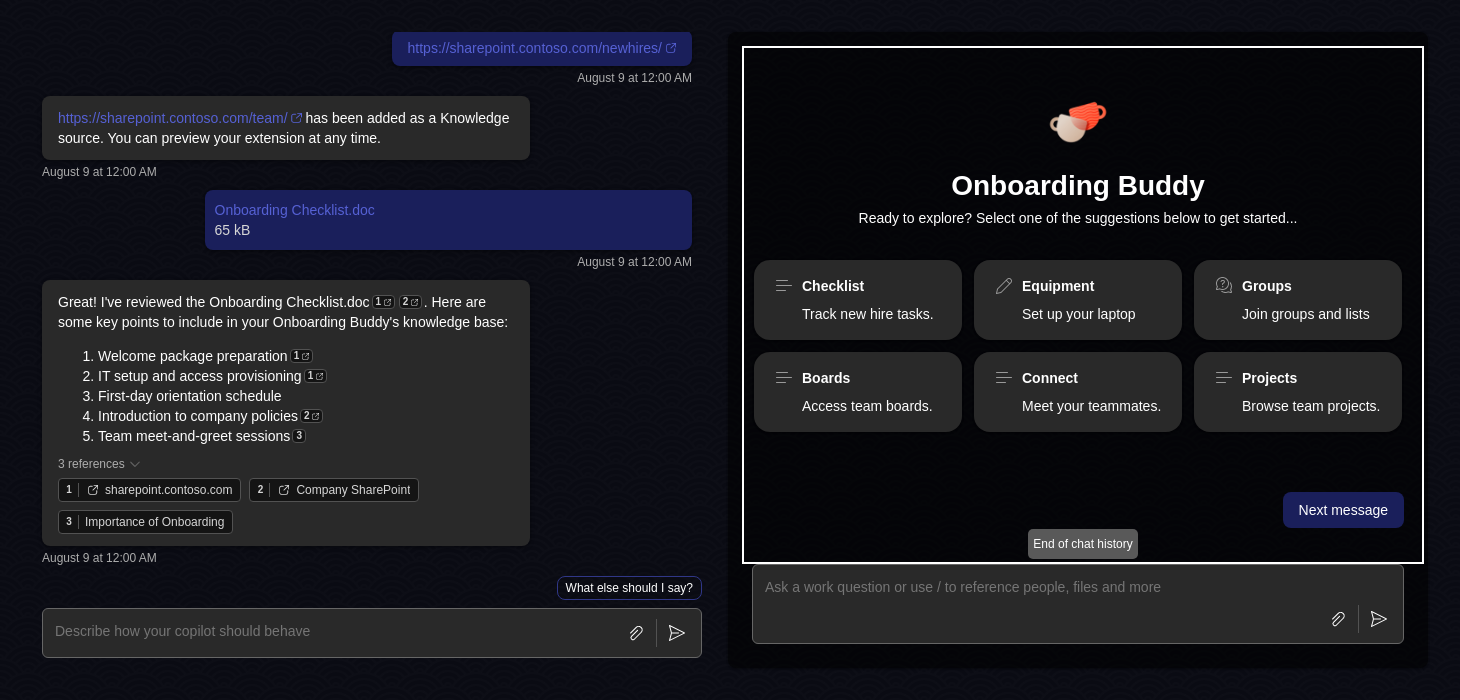 https://sharepoint.contoso.com/newhires/
August 9 at 12:00 AM
https://sharepoint.contoso.com/team/ has been added as a Knowledge
source. You can preview your extension at any time.
August 9 at 12:00 AM
Onboarding Checklist.doc
65 kB
August 9 at 12:00 AM
Great! I've reviewed the Onboarding Checklist.doc 1 2 . Here are
some key points to include in your Onboarding Buddy's knowledge base:
1. Welcome package preparation 1
2. IT setup and access provisioning 1
3. First-day orientation schedule
4. Introduction to company policies 2
5. Team meet-and-greet sessions 3
3 references
1 sharepoint.contoso.com 2 Company SharePoint
3 Importance of Onboarding
August 9 at 12:00 AM
What else should I say?
Describe how your copilot should behave
Onboarding Buddy
Ready to explore? Select one of the suggestions below to get started...
Checklist
Track new hire tasks.
Equipment
Set up your laptop
Groups
Join groups and lists
Boards
Access team boards.
Connect
Meet your teammates.
Projects
Browse team projects.
Next message
End of chat history
Ask a work question or use / to reference people, files and more